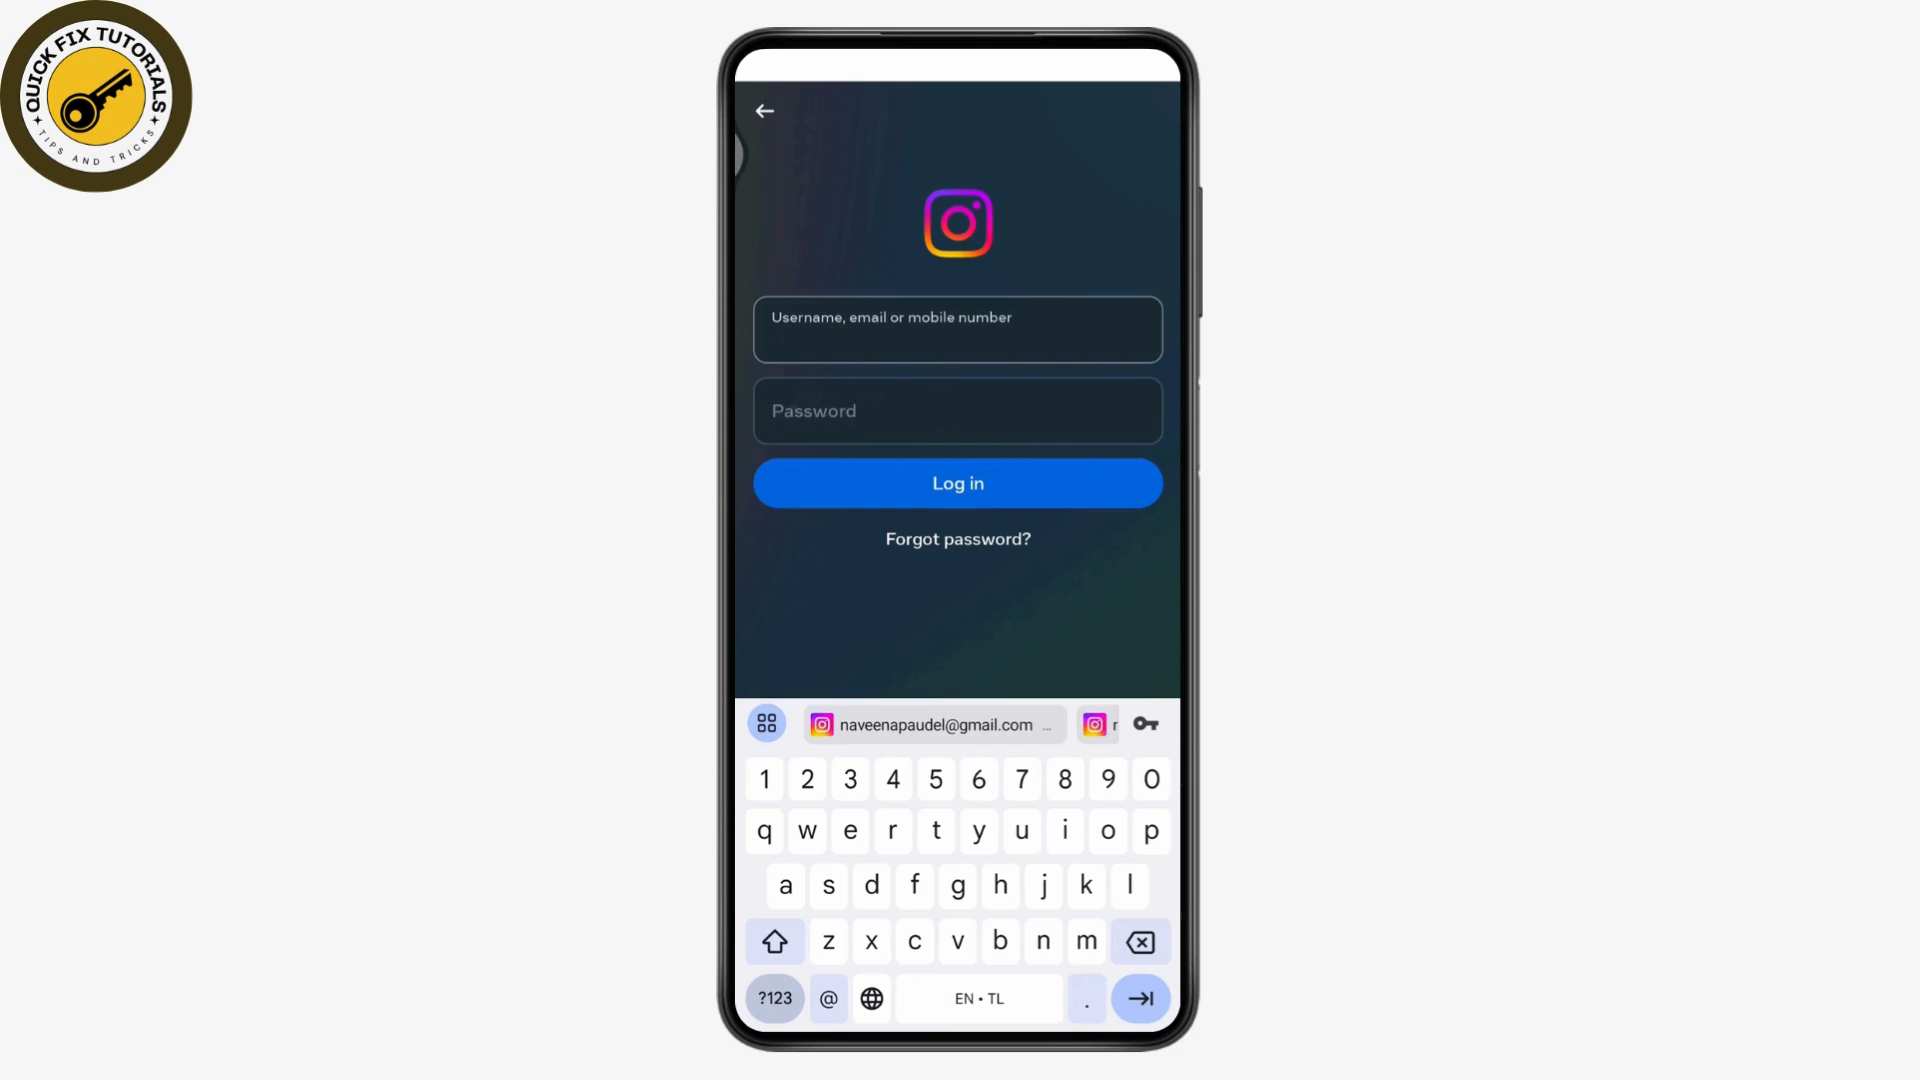 QUICK FIX TUTORIALS
TIPS AND TRICKS
Username, email or mobile number
Password
Log in
Forgot password?
naveenapaudel@gmail.com ...
r
1 2 3 4 5 6 7 8 9 0
q w e r t y u i o p
a s d f g h j k l
z x c v b n m
?123 @ EN • TL .